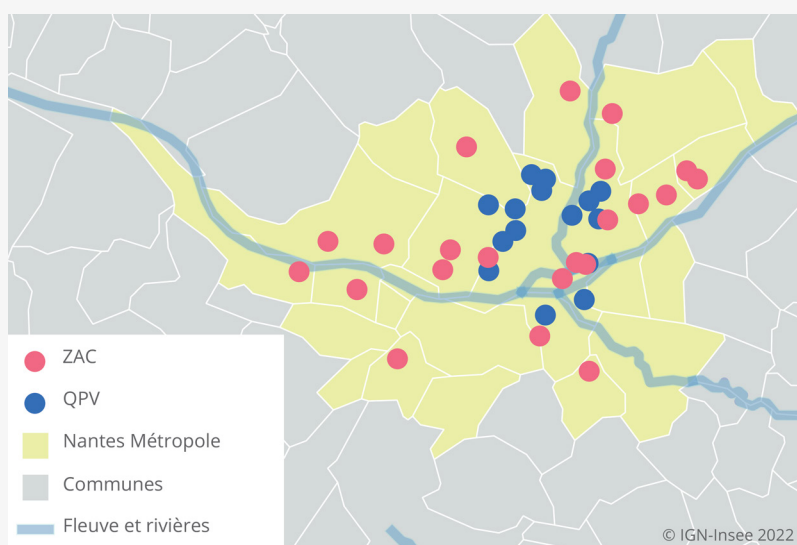 ZAC
QPV
Nantes Métropole
Communes
Fleuve et rivières
© IGN-Insee 2022